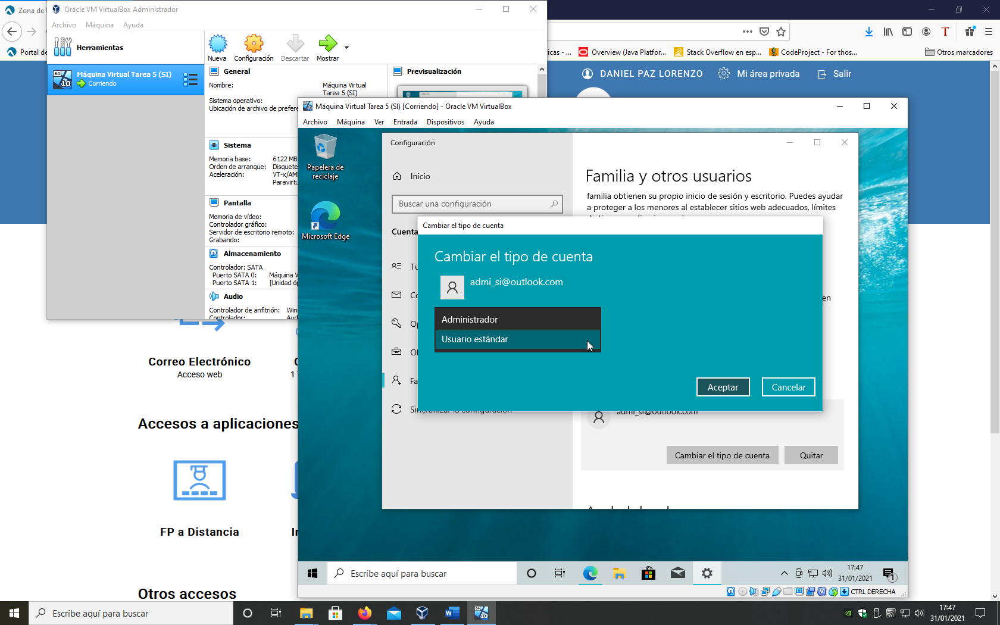 Zona de
Oracle VM VirtualBox Administrador
Archivo Máquina Ayuda
Herramientas
Nueva Configuración Descartar Mostrar
Portal de
icas - ...
Overview (Java Platfor...
Stack Overflow en esp...
CodeProject - For thos...
Otros marcadores
64
10
Máquina Virtual Tarea 5 (SI)
Corriendo
General
Nombre: Máquina Virtual
Tarea 5 (SI)
Sistema operativo:
Ubicación de archivo de prefere
Previsualización
DANIEL PAZ LORENZO
Mi área privada
Salir
Sistema
Memoria base: 6122 MB
Orden de arranque: Disquete
Aceleración: VT-x/AM
Paravirtu
Pantalla
Memoria de vídeo:
Controlador gráfico:
Servidor de escritorio remoto:
Grabando:
Almacenamiento
Controlador: SATA
Puerto SATA 0: Máquina V
Puerto SATA 1: [Unidad óp
Audio
Controlador de anfitrión: Win
Controlador: Aud
Correo Electrónico
Acceso web
C
1
Accesos a aplicaciones
FP a Distancia
In
Otros accesos
Máquina Virtual Tarea 5 (SI) [Corriendo] - Oracle VM VirtualBox
Archivo Máquina Ver Entrada Dispositivos Ayuda
Papelera de
reciclaje
Microsoft Edge
Configuración
Inicio
Buscar una configuración
Cuenta
Tu
Co
Op
Ob
Fa
Sincronizar la configuración
Familia y otros usuarios
familia obtienen su propio inicio de sesión y escritorio. Puedes ayudar
a proteger a los menores al establecer sitios web adecuados, límites
en
Cambiar el tipo de cuenta
Cambiar el tipo de cuenta
admi_si@outlook.com
Administrador
Usuario estándar
Aceptar Cancelar
admi_si@outlook.com
Cambiar el tipo de cuenta Quitar
Escribe aquí para buscar
17:47
31/01/2021
1
CTRL DERECHA
Escribe aquí para buscar
17:47
31/01/2021